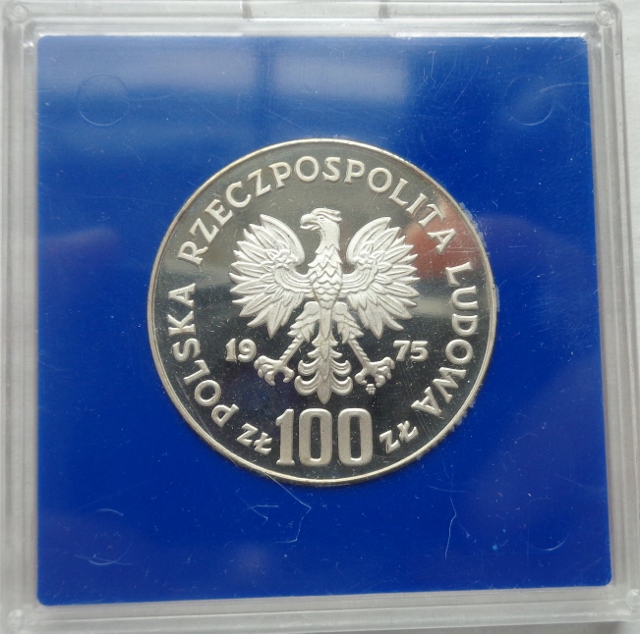 POLSKA RZECZPOSPOLITA LUDOWA
19 75
zł 100 zł